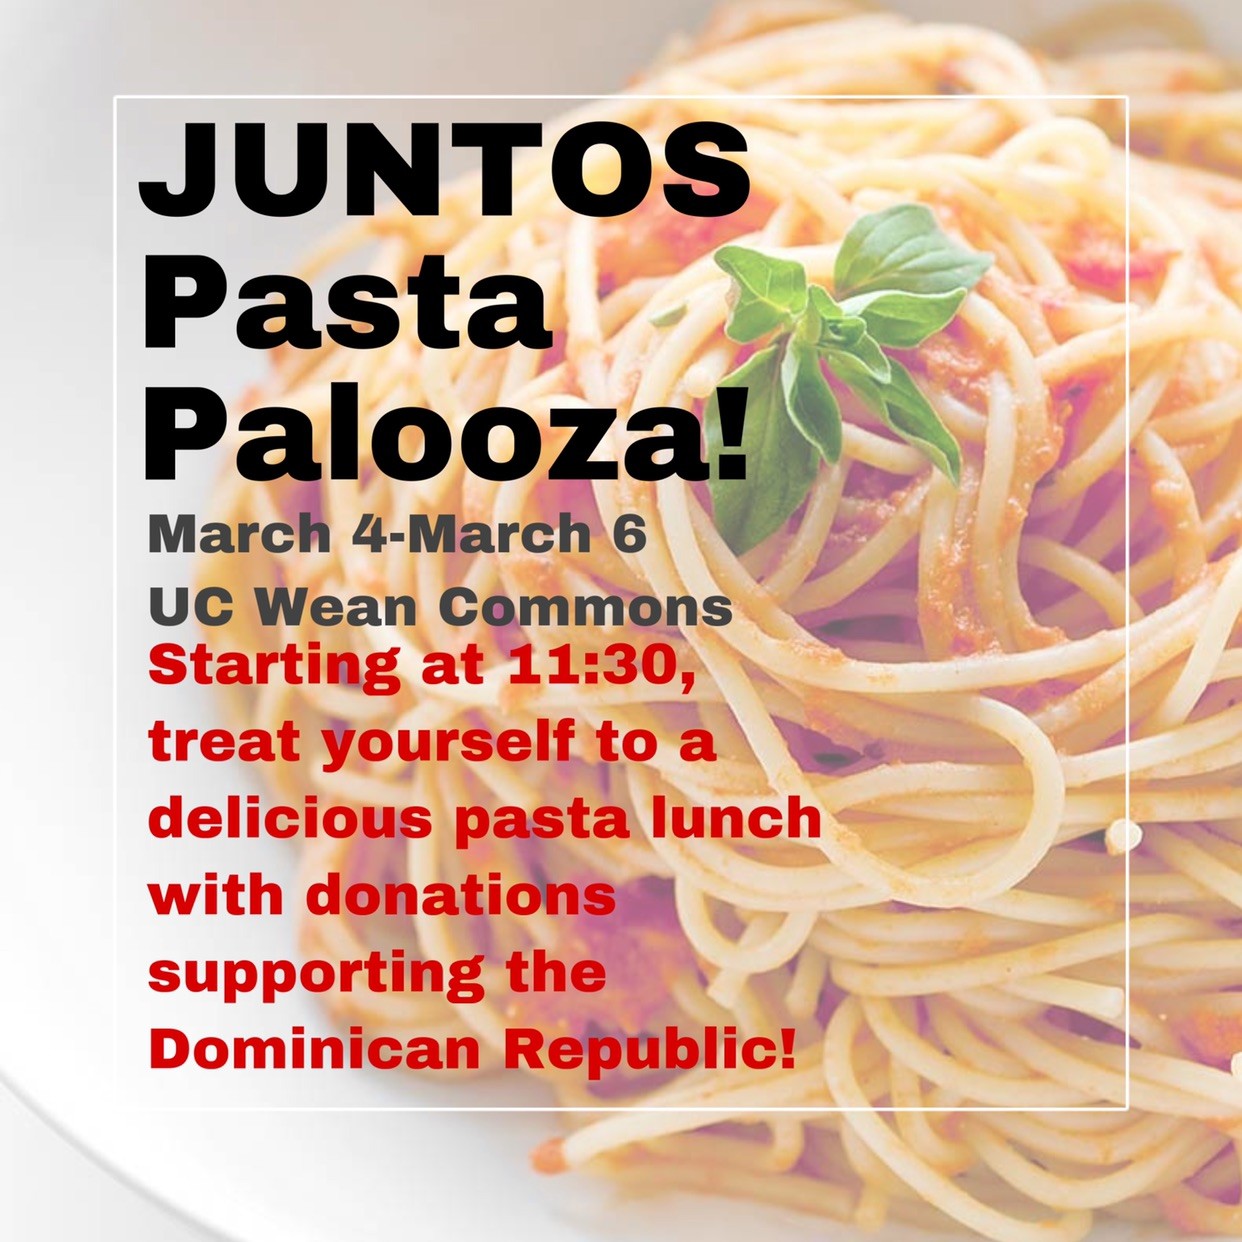 JUNTOS
Pasta
Palooza!
March 4-March 6
UC Wean Commons
Starting at 11:30,
treat yourself to a
delicious pasta lunch
with donations
supporting the
Dominican Republic!